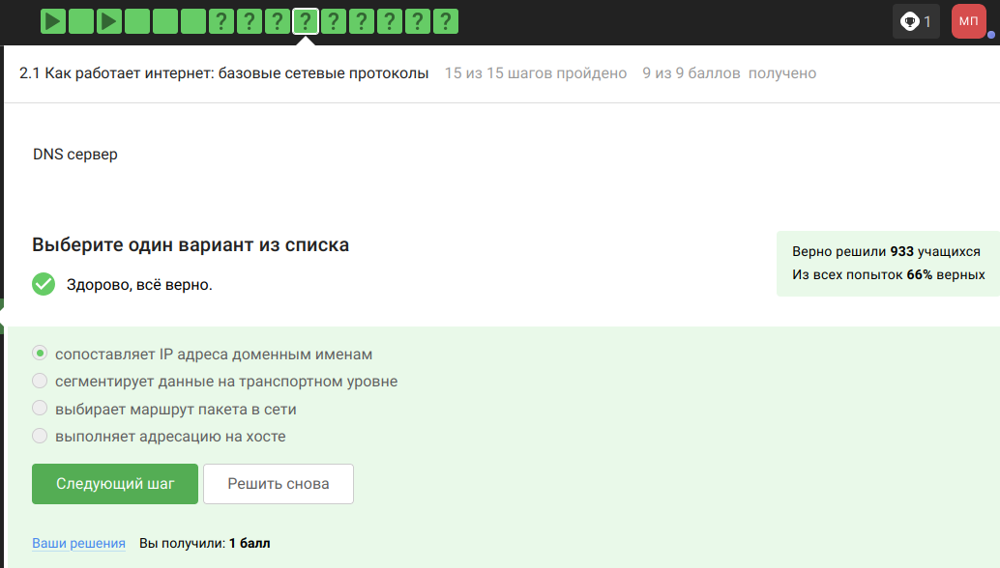 ? ? ? ? ? ? ? ? ?
1
МП
2.1 Как работает интернет: базовые сетевые протоколы 15 из 15 шагов пройдено 9 из 9 баллов получено
DNS сервер
Выберите один вариант из списка
Здорово, всё верно.
Верно решили 933 учащихся
Из всех попыток 66% верных
сопоставляет IP адреса доменным именам
сегментирует данные на транспортном уровне
выбирает маршрут пакета в сети
выполняет адресацию на хосте
Следующий шаг Решить снова
Ваши решения Вы получили: 1 балл